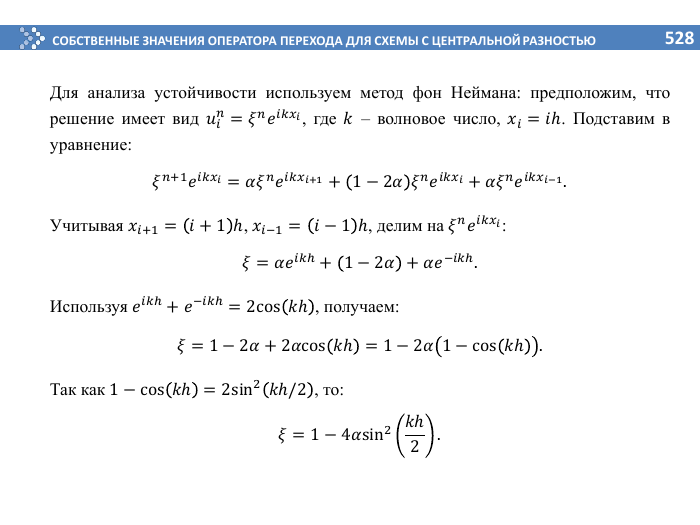 СОБСТВЕННЫЕ ЗНАЧЕНИЯ ОПЕРАТОРА ПЕРЕХОДА ДЛЯ СХЕМЫ С ЦЕНТРАЛЬНОЙ РАЗНОСТЬЮ 528
Для анализа устойчивости используем метод фон Неймана: предположим, что
решение имеет вид $u_i^n = \xi^n e^{ikx_i}$, где $k$ – волновое число, $x_i = ih$. Подставим в
уравнение:
$\xi^{n+1} e^{ikx_i} = \alpha\xi^n e^{ikx_{i+1}} + (1 - 2\alpha)\xi^n e^{ikx_i} + \alpha\xi^n e^{ikx_{i-1}}.$
Учитывая $x_{i+1} = (i + 1)h, x_{i-1} = (i - 1)h$, делим на $\xi^n e^{ikx_i}$:
$\xi = \alpha e^{ikh} + (1 - 2\alpha) + \alpha e^{-ikh}.$
Используя $e^{ikh} + e^{-ikh} = 2\cos(kh)$, получаем:
$\xi = 1 - 2\alpha + 2\alpha\cos(kh) = 1 - 2\alpha(1 - \cos(kh)).$
Так как $1 - \cos(kh) = 2\sin^2(kh/2)$, то:
$\xi = 1 - 4\alpha\sin^2\left(\frac{kh}{2}\right).$